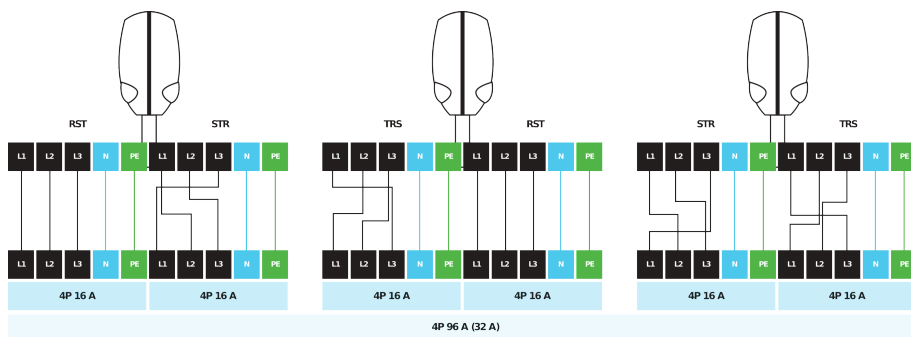 RST STR TRS RST STR TRS
L1 L2 L3 N PE L1 L2 L3 N PE L1 L2 L3 N PE L1 L2 L3 N PE L1 L2 L3 N PE L1 L2 L3 N PE
L1 L2 L3 N PE L1 L2 L3 N PE L1 L2 L3 N PE L1 L2 L3 N PE L1 L2 L3 N PE L1 L2 L3 N PE
4P 16 A 4P 16 A 4P 16 A 4P 16 A 4P 16 A 4P 16 A
4P 96 A (32 A)